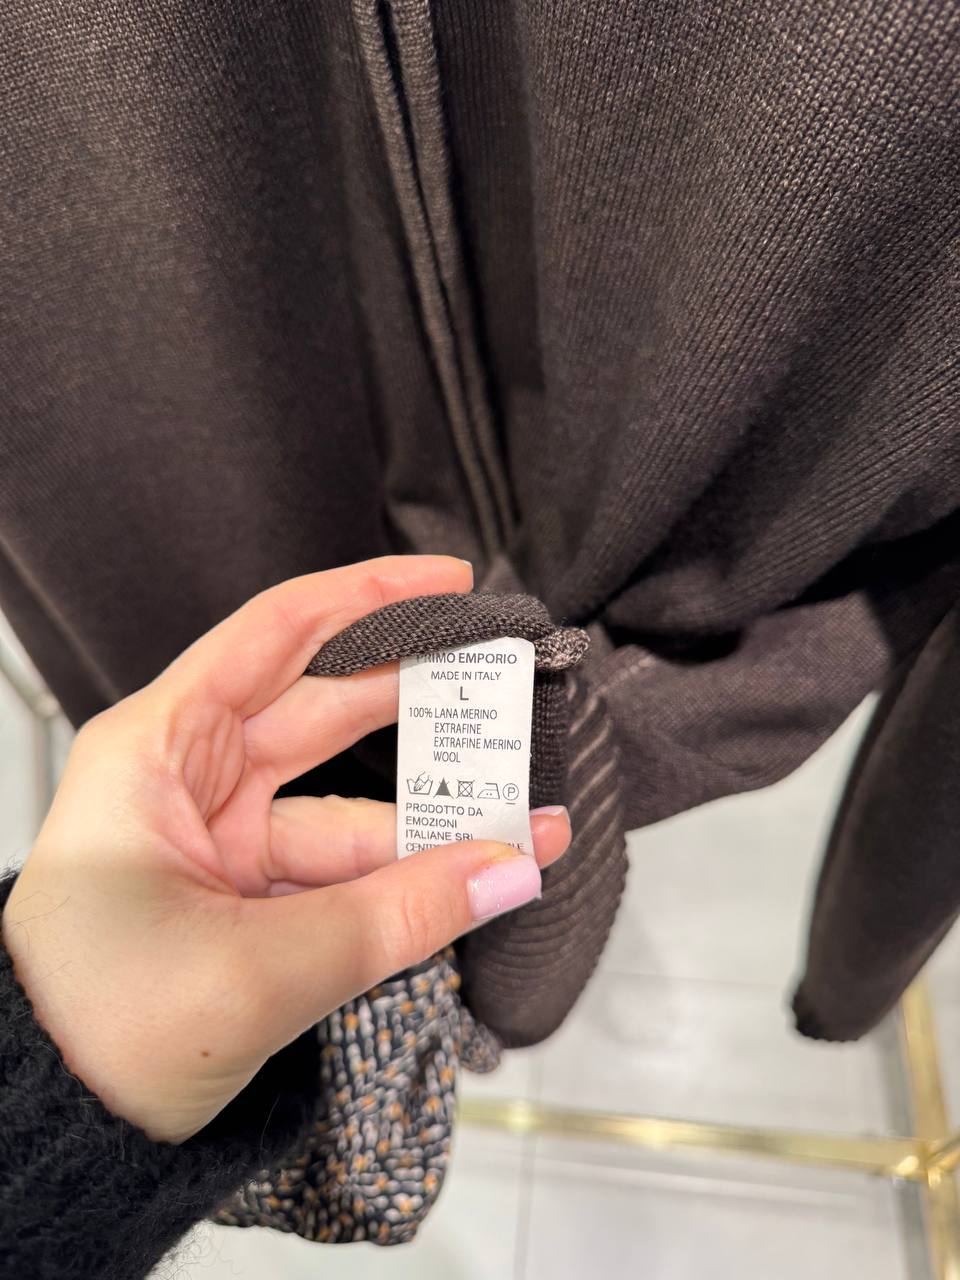 PRIMO EMPORIO
MADE IN ITALY
L
100% LANA MERINO
EXTRAFINE
EXTRAFINE MERINO
WOOL
P
PRODOTTO DA
EMOZIONI
ITALIANE SRL